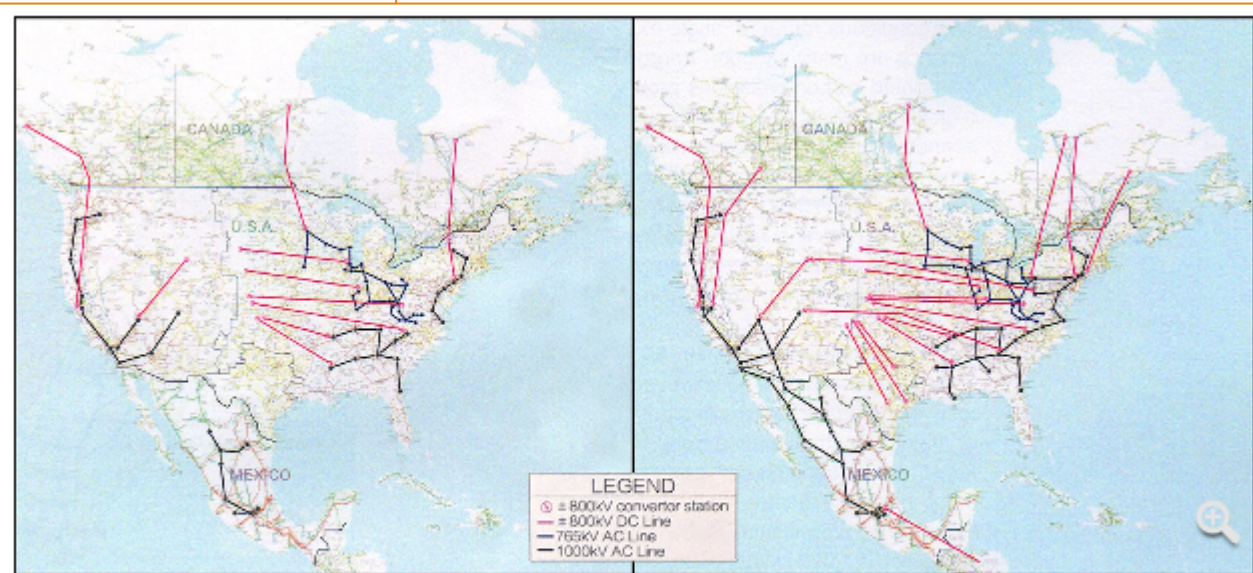 CANADA
U.S.A.
MEXICO
CANADA
U.S.A.
MEXICO
LEGEND
± 800kV convertor station
± 800kV DC Line
765kV AC Line
1000kV AC Line